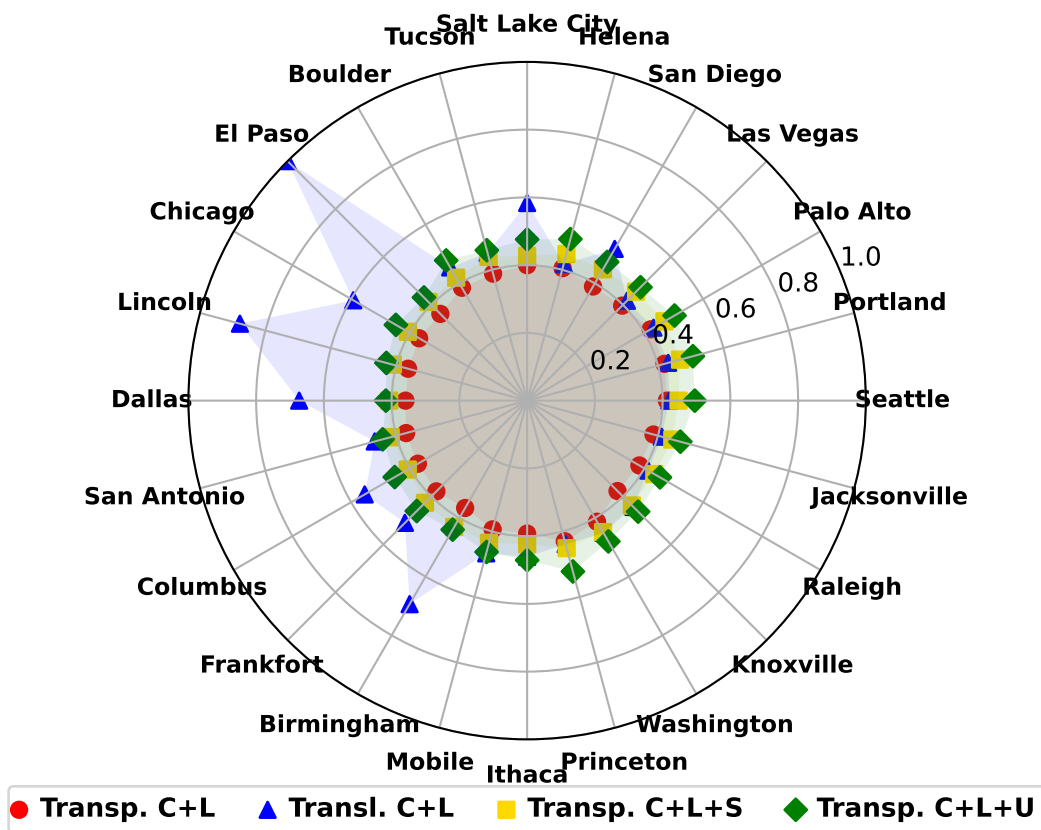 Salt Lake City
Tucson
Helena
Boulder
San Diego
El Paso
Las Vegas
Chicago
Palo Alto
1.0
0.8
Lincoln
0.6
Portland
0.4
0.2
Dallas
Seattle
San Antonio
Jacksonville
Columbus
Raleigh
Frankfort
Knoxville
Birmingham
Washington
Mobile
Princeton
Ithaca
Transp. C+L Transl. C+L Transp. C+L+S Transp. C+L+U